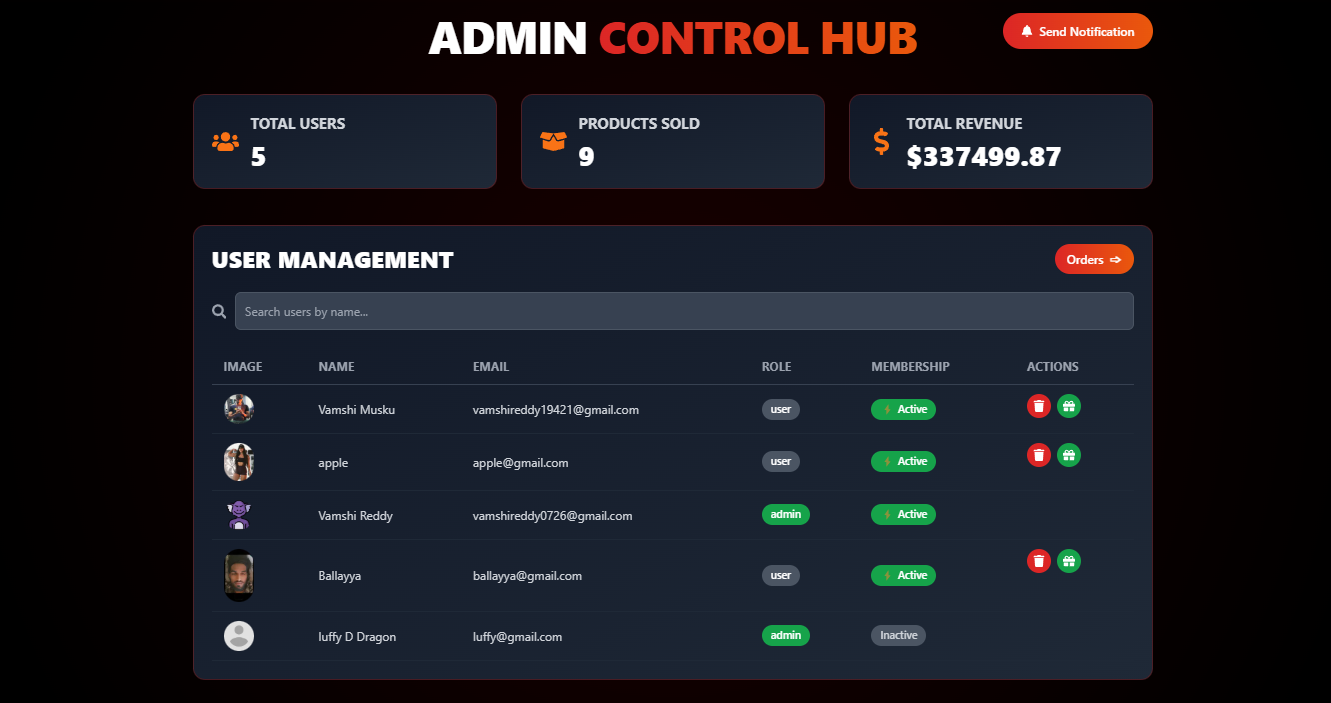 ADMIN CONTROL HUB
Send Notification
TOTAL USERS
5
PRODUCTS SOLD
9
TOTAL REVENUE
$337499.87
USER MANAGEMENT
Orders ⇨
Search users by name...
IMAGE NAME EMAIL ROLE MEMBERSHIP ACTIONS
Vamshi Musku vamshireddy19421@gmail.com user Active
apple apple@gmail.com user Active
Vamshi Reddy vamshireddy0726@gmail.com admin Active
Ballayya ballayya@gmail.com user Active
luffy D Dragon luffy@gmail.com admin Inactive